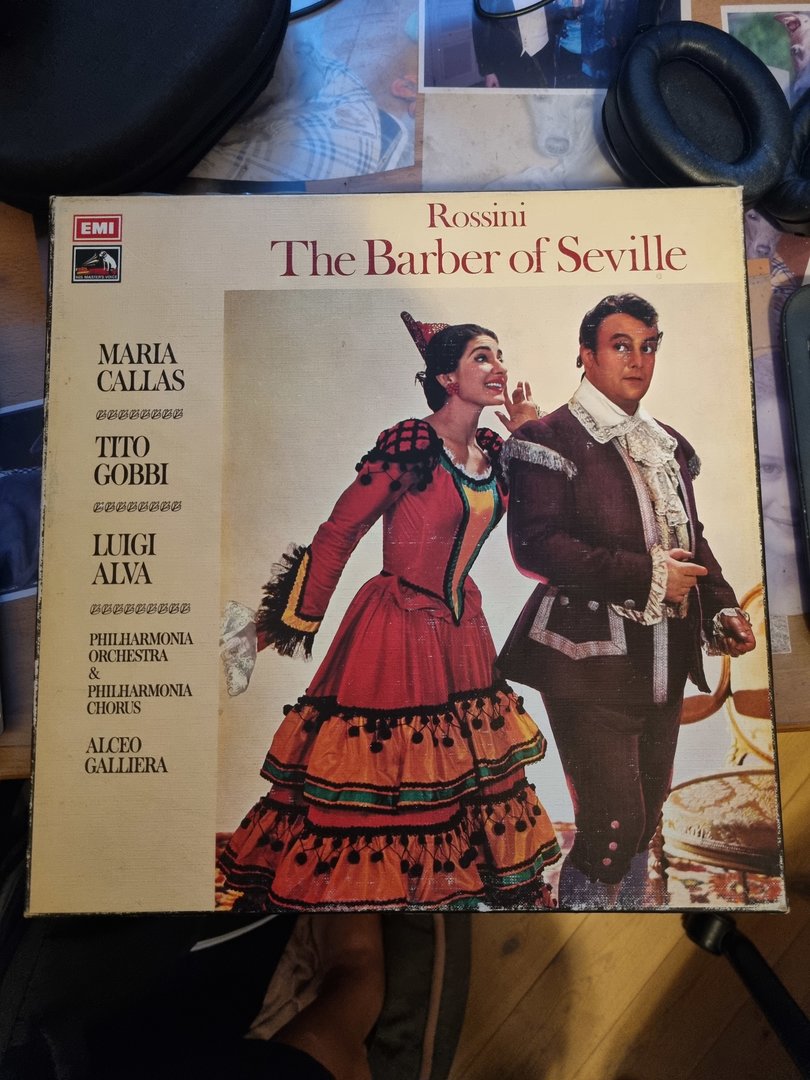 EMI
HIS MASTER'S VOICE
Rossini
The Barber of Seville
MARIA
CALLAS
TITO
GOBBI
LUIGI
ALVA
PHILHARMONIA
ORCHESTRA
&
PHILHARMONIA
CHORUS
ALCEO
GALLIERA